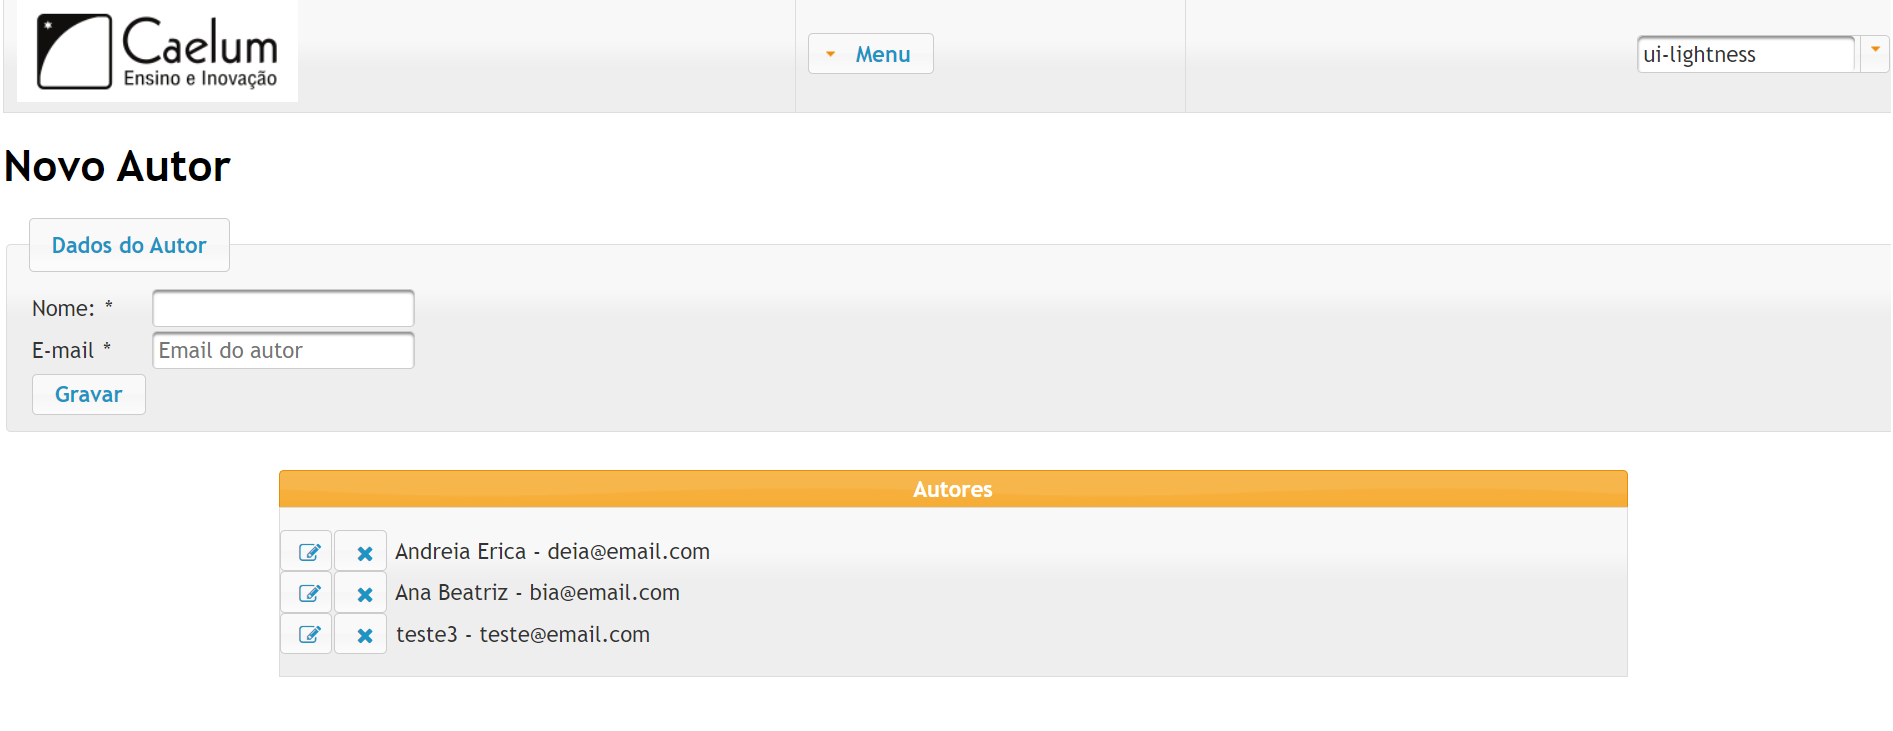 Caelum
Ensino e Inovação
Menu
ui-lightness
Novo Autor
Dados do Autor
Nome: *
E-mail * Email do autor
Gravar
Autores
Andreia Erica - deia@email.com
Ana Beatriz - bia@email.com
teste3 - teste@email.com